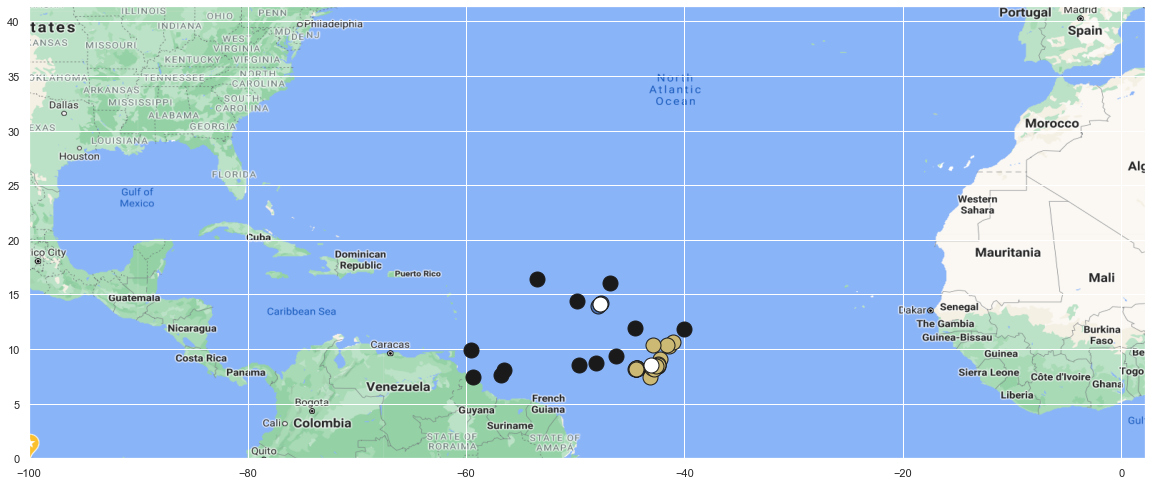 ILLINOIS
OHIO
PENN
Philadelphia
tates
INDIANA
MD
DE
NJ
KANSAS
MISSOURI
WEST
VIRGINIA
KENTUCKY
VIRGINIA
OKLAHOMA
TENNESSEE
NORTH
CAROLINA
ARKANSAS
MISSISSIPPI
SOUTH
CAROLINA
Dallas
ALABAMA
GEORGIA
EXAS
LOUISIANA
Houston
FLORIDA
Gulf of
Mexico
North
Atlantic
Ocean
Portugal
Madrid
Spain
Morocco
Alg
Western
Sahara
Mauritania
Mali
Cuba
ico City
Dominican
Republic
Puerto Rico
Guatemala
Caribbean Sea
Nicaragua
Caracas
Costa Rica
Panama
Venezuela
Bogota
Cali
Colombia
Guyana
French
Guiana
Suriname
STATE OF
RORAIMA
STATE OF
AMAPA
Quito
Dakar
Senegal
The Gambia
Guinea-Bissau
Burkina
Faso
Guinea
Be
Sierra Leone
Côte d'Ivoire
Togo
Ghana
Liberia
Gul
40
35
30
25
20
15
10
5
0
−100
−80
−60
−40
−20
0